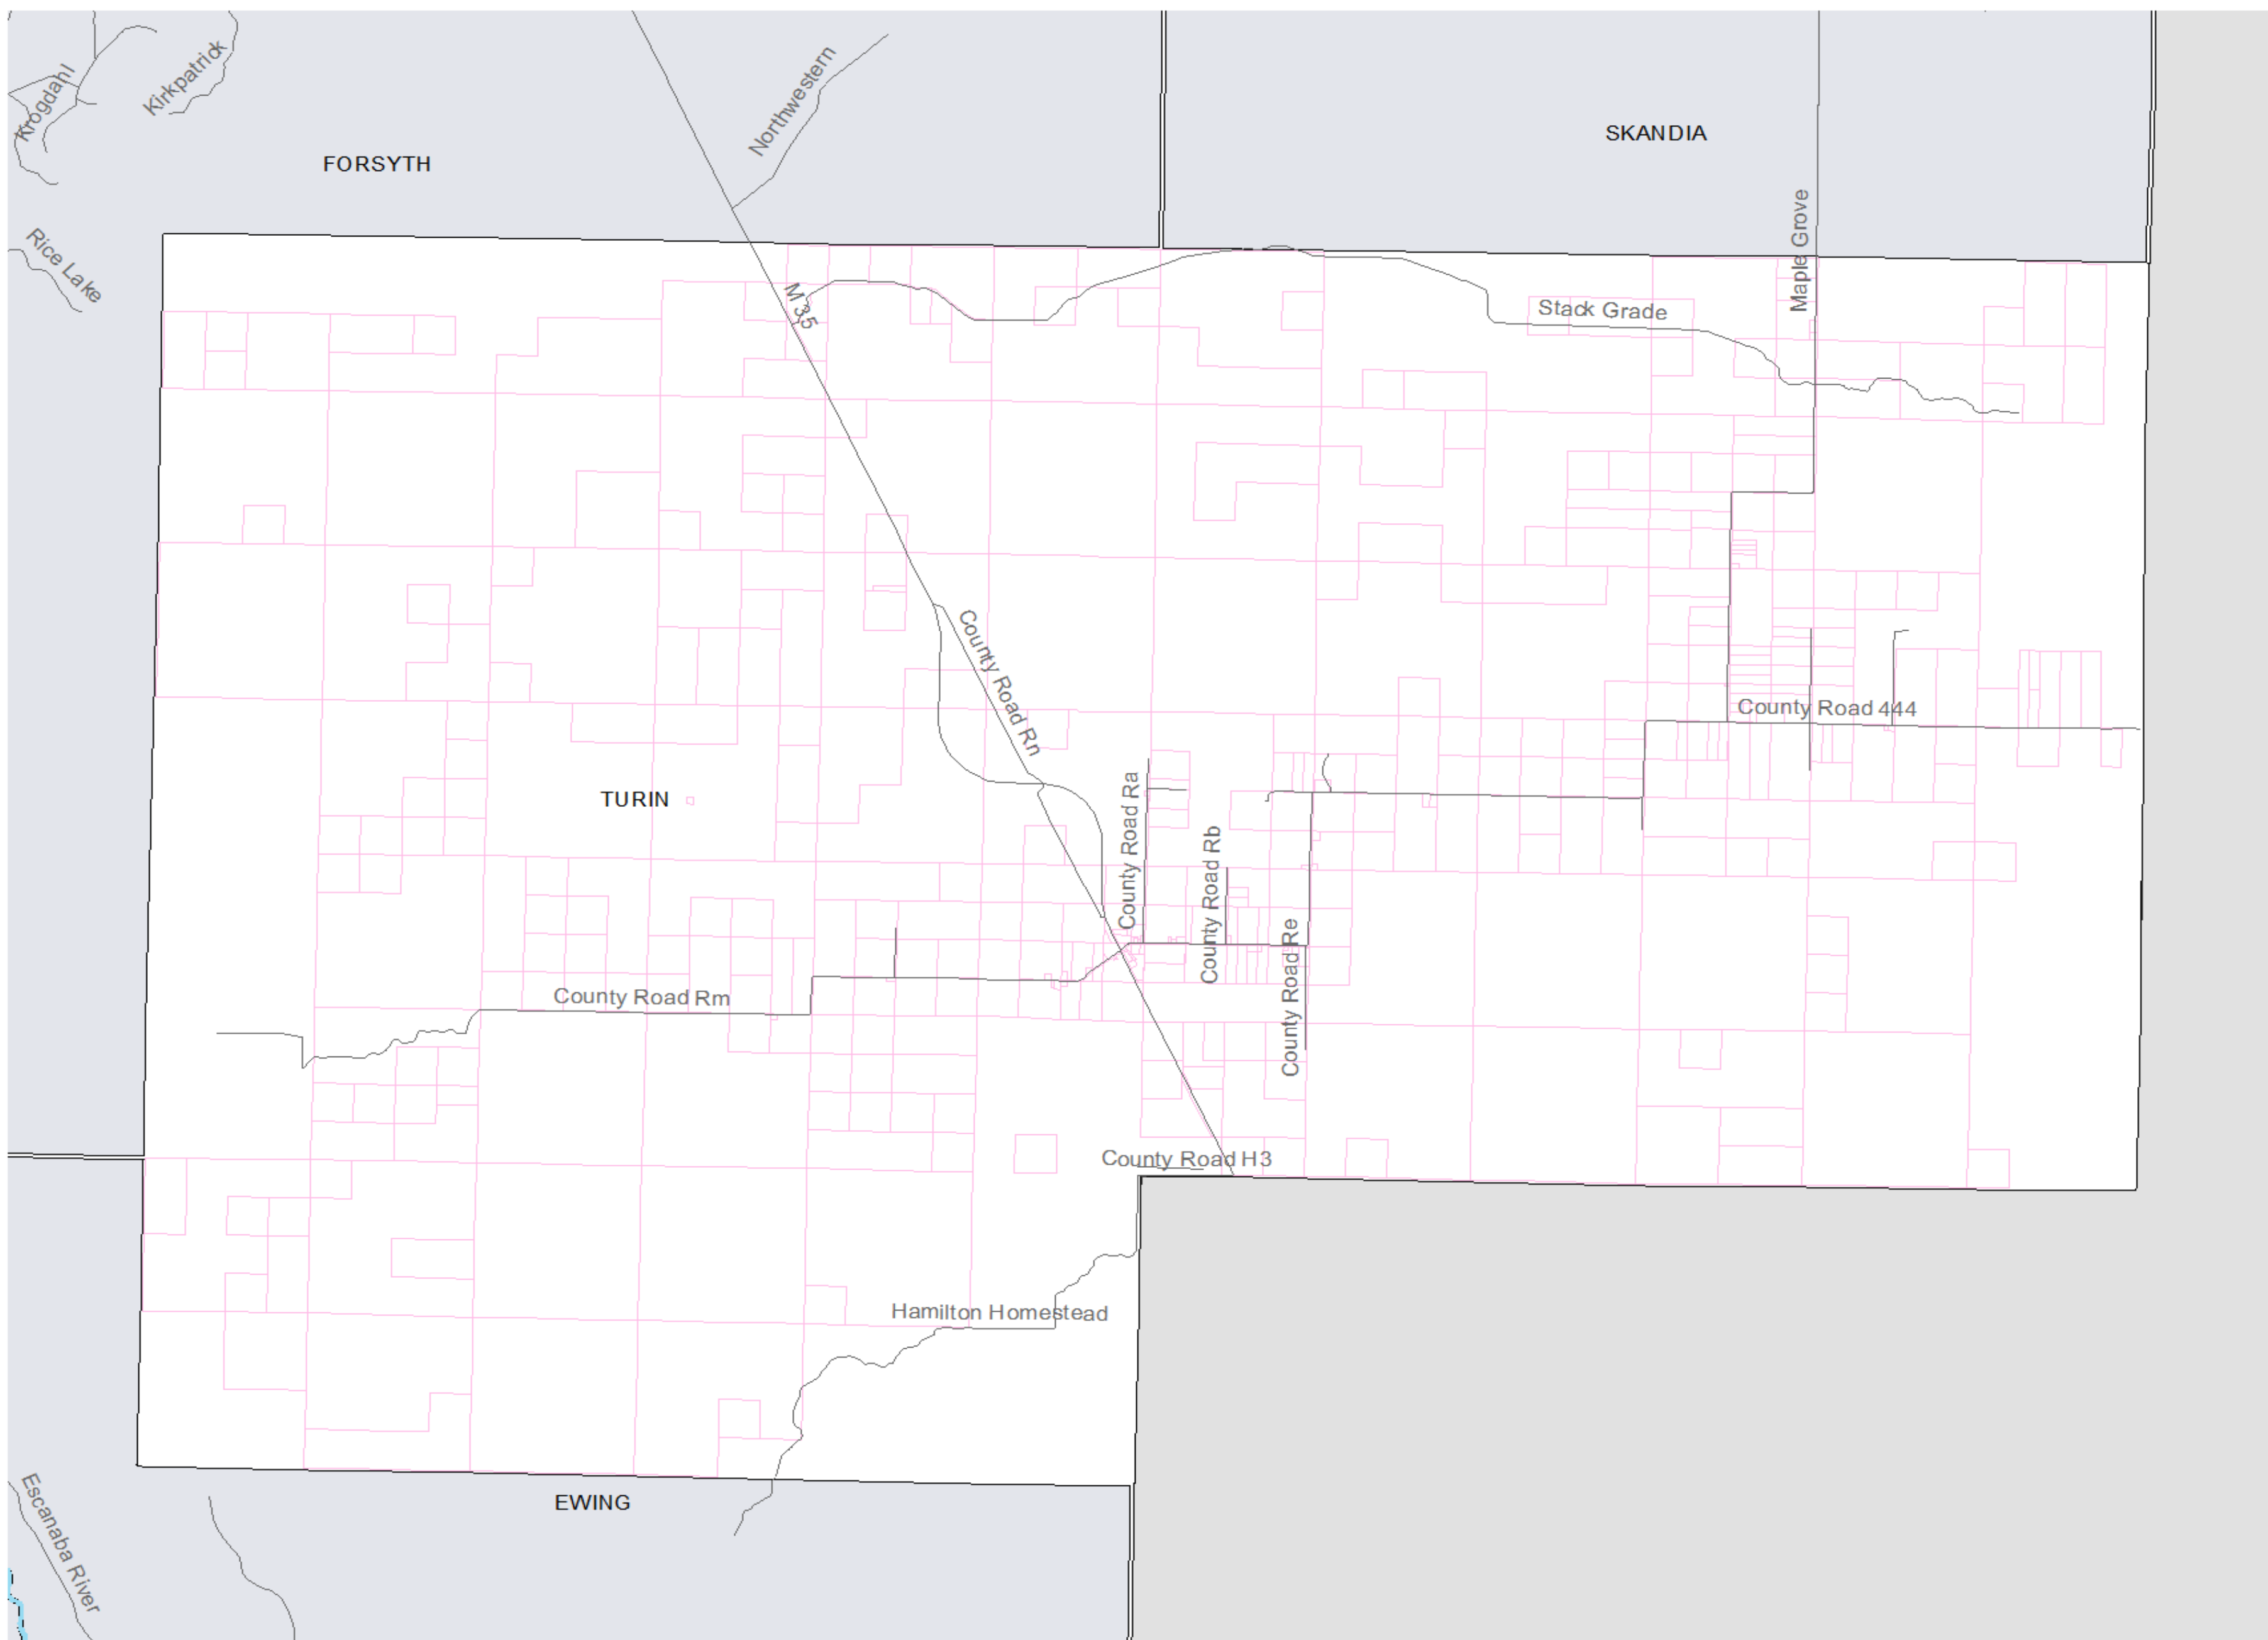 Krogdahl
Kirkpatrick
Northwestern
FORSYTH
SKANDIA
Rice Lake
Maple Grove
M 35
Stack Grade
County Road Rn
County Road 444
TURIN
County Road Ra
County Road Rb
County Road Re
County Road Rm
County Road H3
Hamilton Homestead
EWING
Escanaba River